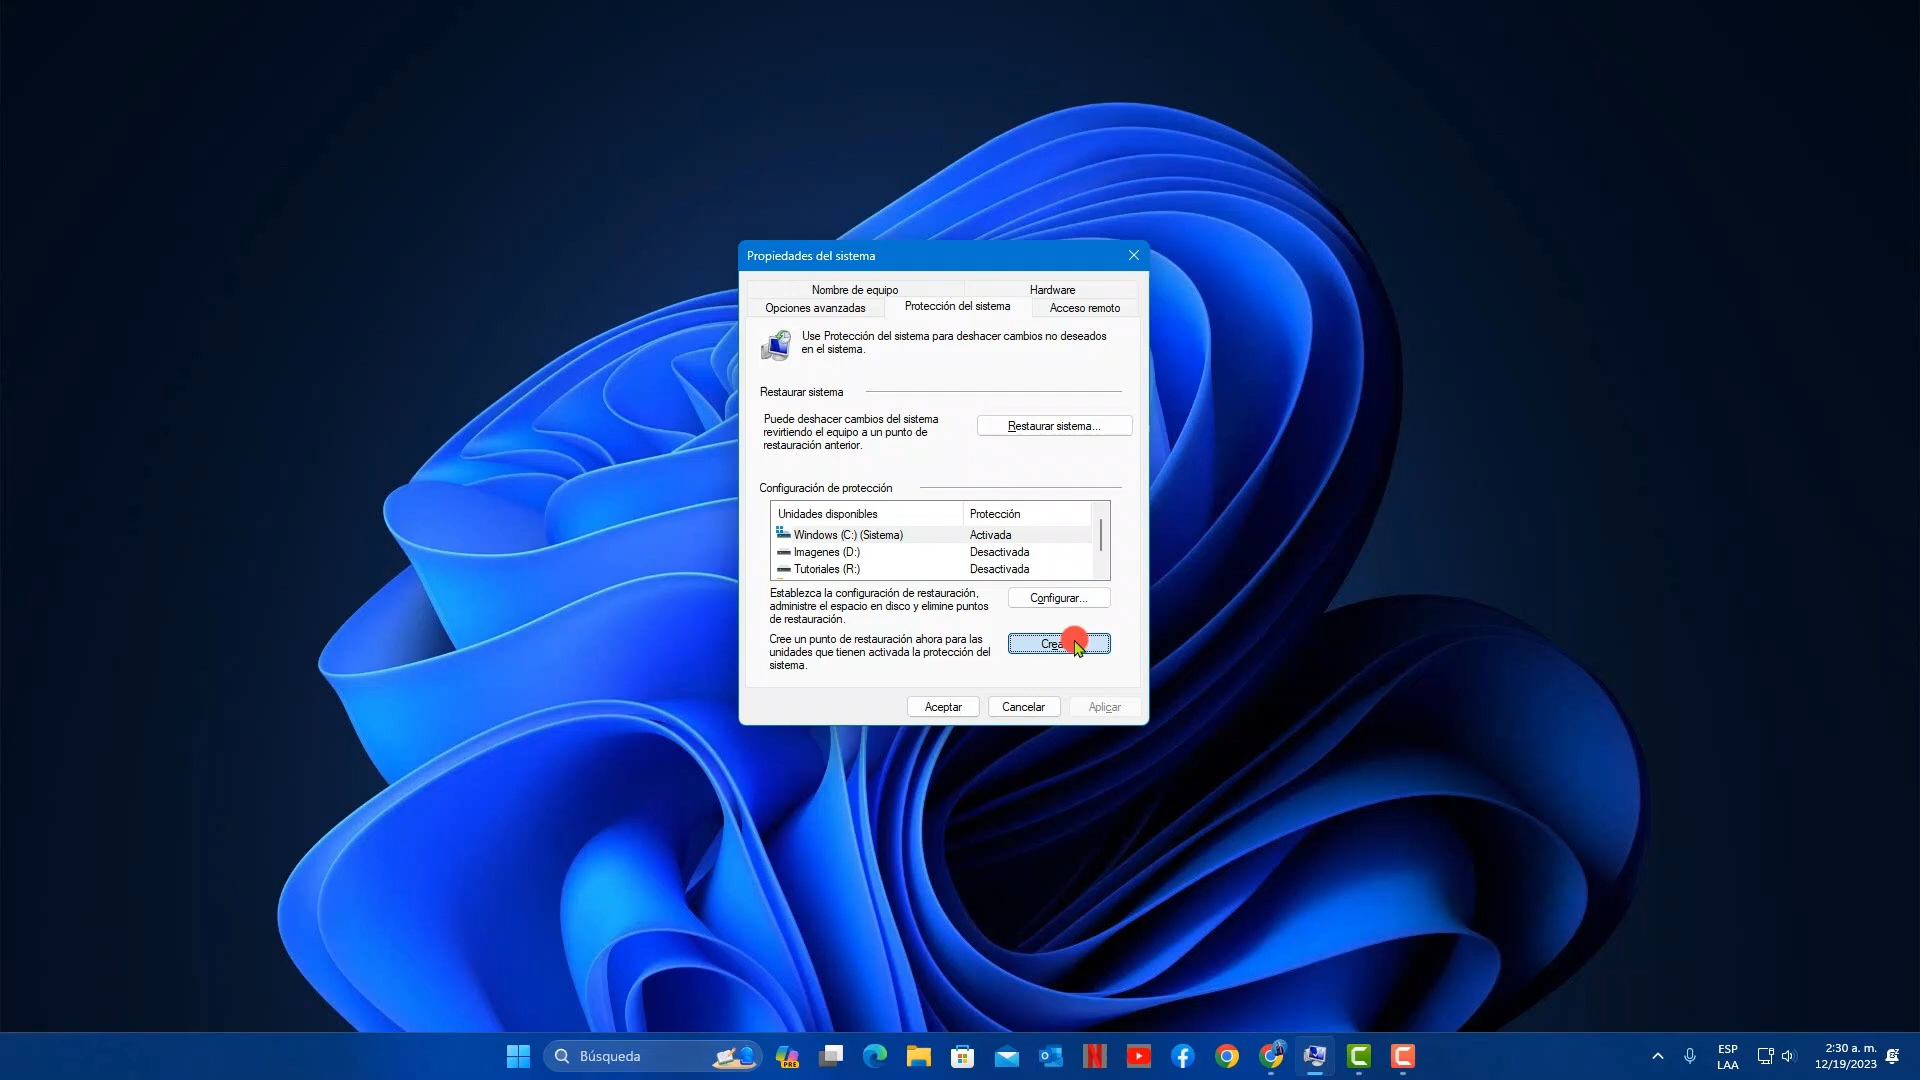 Propiedades del sistema
Nombre de equipo
Hardware
Opciones avanzadas
Protección del sistema
Acceso remoto
Use Protección del sistema para deshacer cambios no deseados
en el sistema.
Restaurar sistema
Puede deshacer cambios del sistema
revirtiendo el equipo a un punto de
restauración anterior.
Restaurar sistema...
Configuración de protección
Unidades disponibles
Protección
Windows (C:) (Sistema)
Activada
Imagenes (D:)
Desactivada
Tutoriales (R:)
Desactivada
Establezca la configuración de restauración,
administre el espacio en disco y elimine puntos
de restauración.
Configurar...
Cree un punto de restauración ahora para las
unidades que tienen activada la protección del
sistema.
Aceptar
Cancelar
Aplicar
Búsqueda
PRE
ESP
LAA
2:30 a. m.
12/19/2023